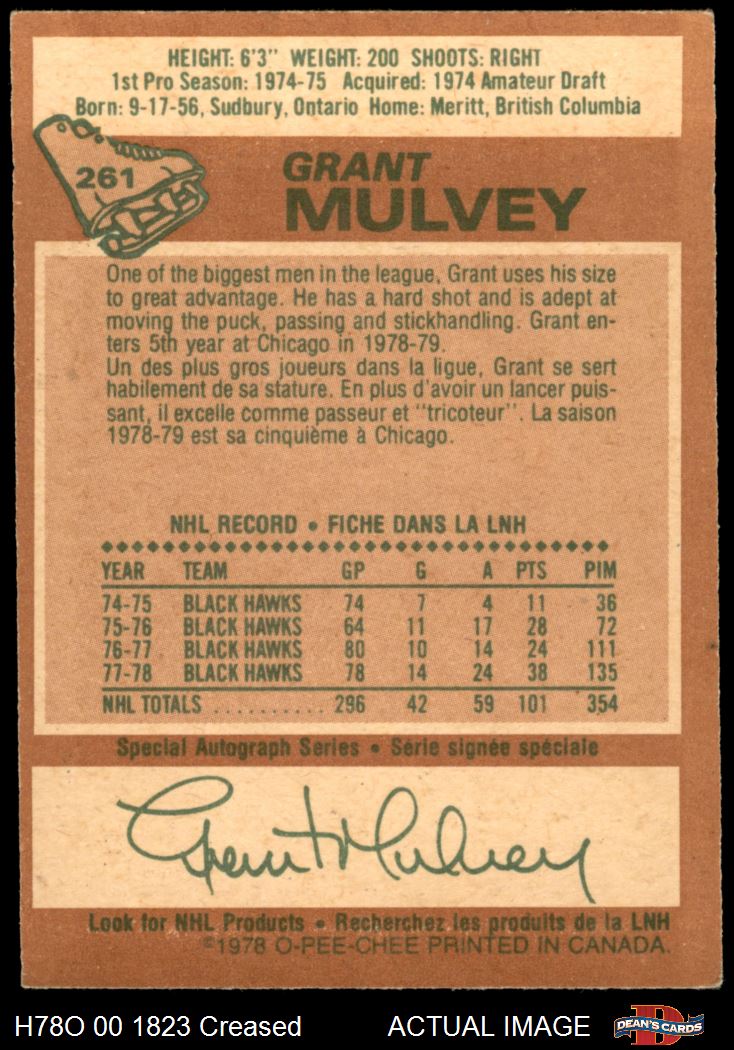 HEIGHT: 6'3" WEIGHT: 200 SHOOTS: RIGHT
1st Pro Season: 1974-75 Acquired: 1974 Amateur Draft
Born: 9-17-56, Sudbury, Ontario Home: Meritt, British Columbia
261
GRANT
MULVEY
One of the biggest men in the league, Grant uses his size
to great advantage. He has a hard shot and is adept at
moving the puck, passing and stickhandling. Grant en-
ters 5th year at Chicago in 1978-79.
Un des plus gros joueurs dans la ligue, Grant se sert
habilement de sa stature. En plus d'avoir un lancer puis-
sant, il excelle comme passeur et "tricoteur". La saison
1978-79 est sa cinquième à Chicago.
NHL RECORD • FICHE DANS LA LNH
YEAR TEAM GP G A PTS PIM
74-75 BLACK HAWKS 74 7 4 11 36
75-76 BLACK HAWKS 64 11 17 28 72
76-77 BLACK HAWKS 80 10 14 24 111
77-78 BLACK HAWKS 78 14 24 38 135
NHL TOTALS .......... 296 42 59 101 354
Special Autograph Series • Série signée spéciale
Grant Mulvey
Look for NHL Products • Recherchez les produits de la LNH
©1978 O-PEE-CHEE PRINTED IN CANADA.
H78O 00 1823 Creased ACTUAL IMAGE
D
DEAN'S CARDS